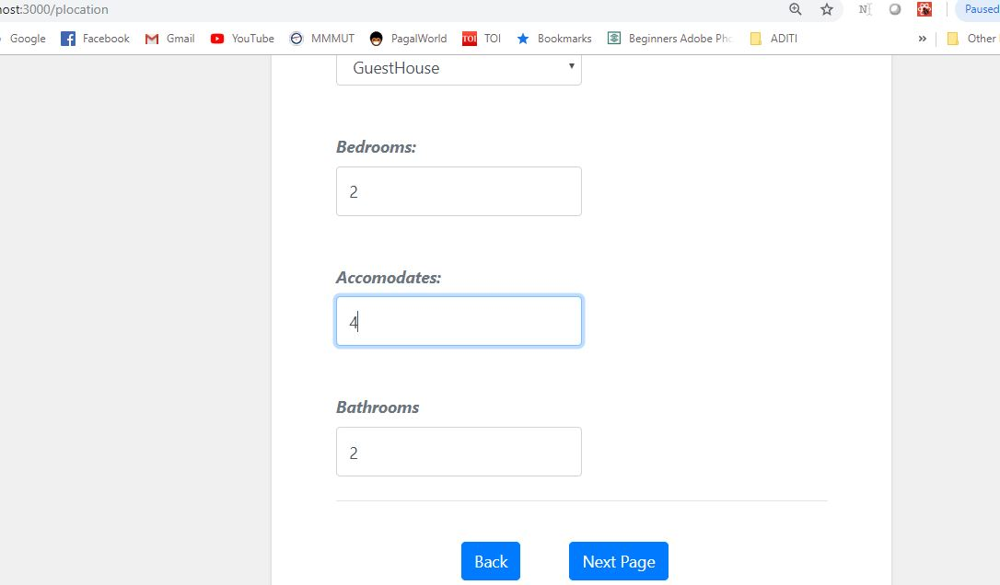 ost:3000/plocation
Paused
Google Facebook Gmail YouTube MMMUT PagalWorld TOI TOI Bookmarks Beginners Adobe Pho ADITI » Other
GuestHouse
Bedrooms:
2
Accomodates:
4
Bathrooms
2
Back Next Page